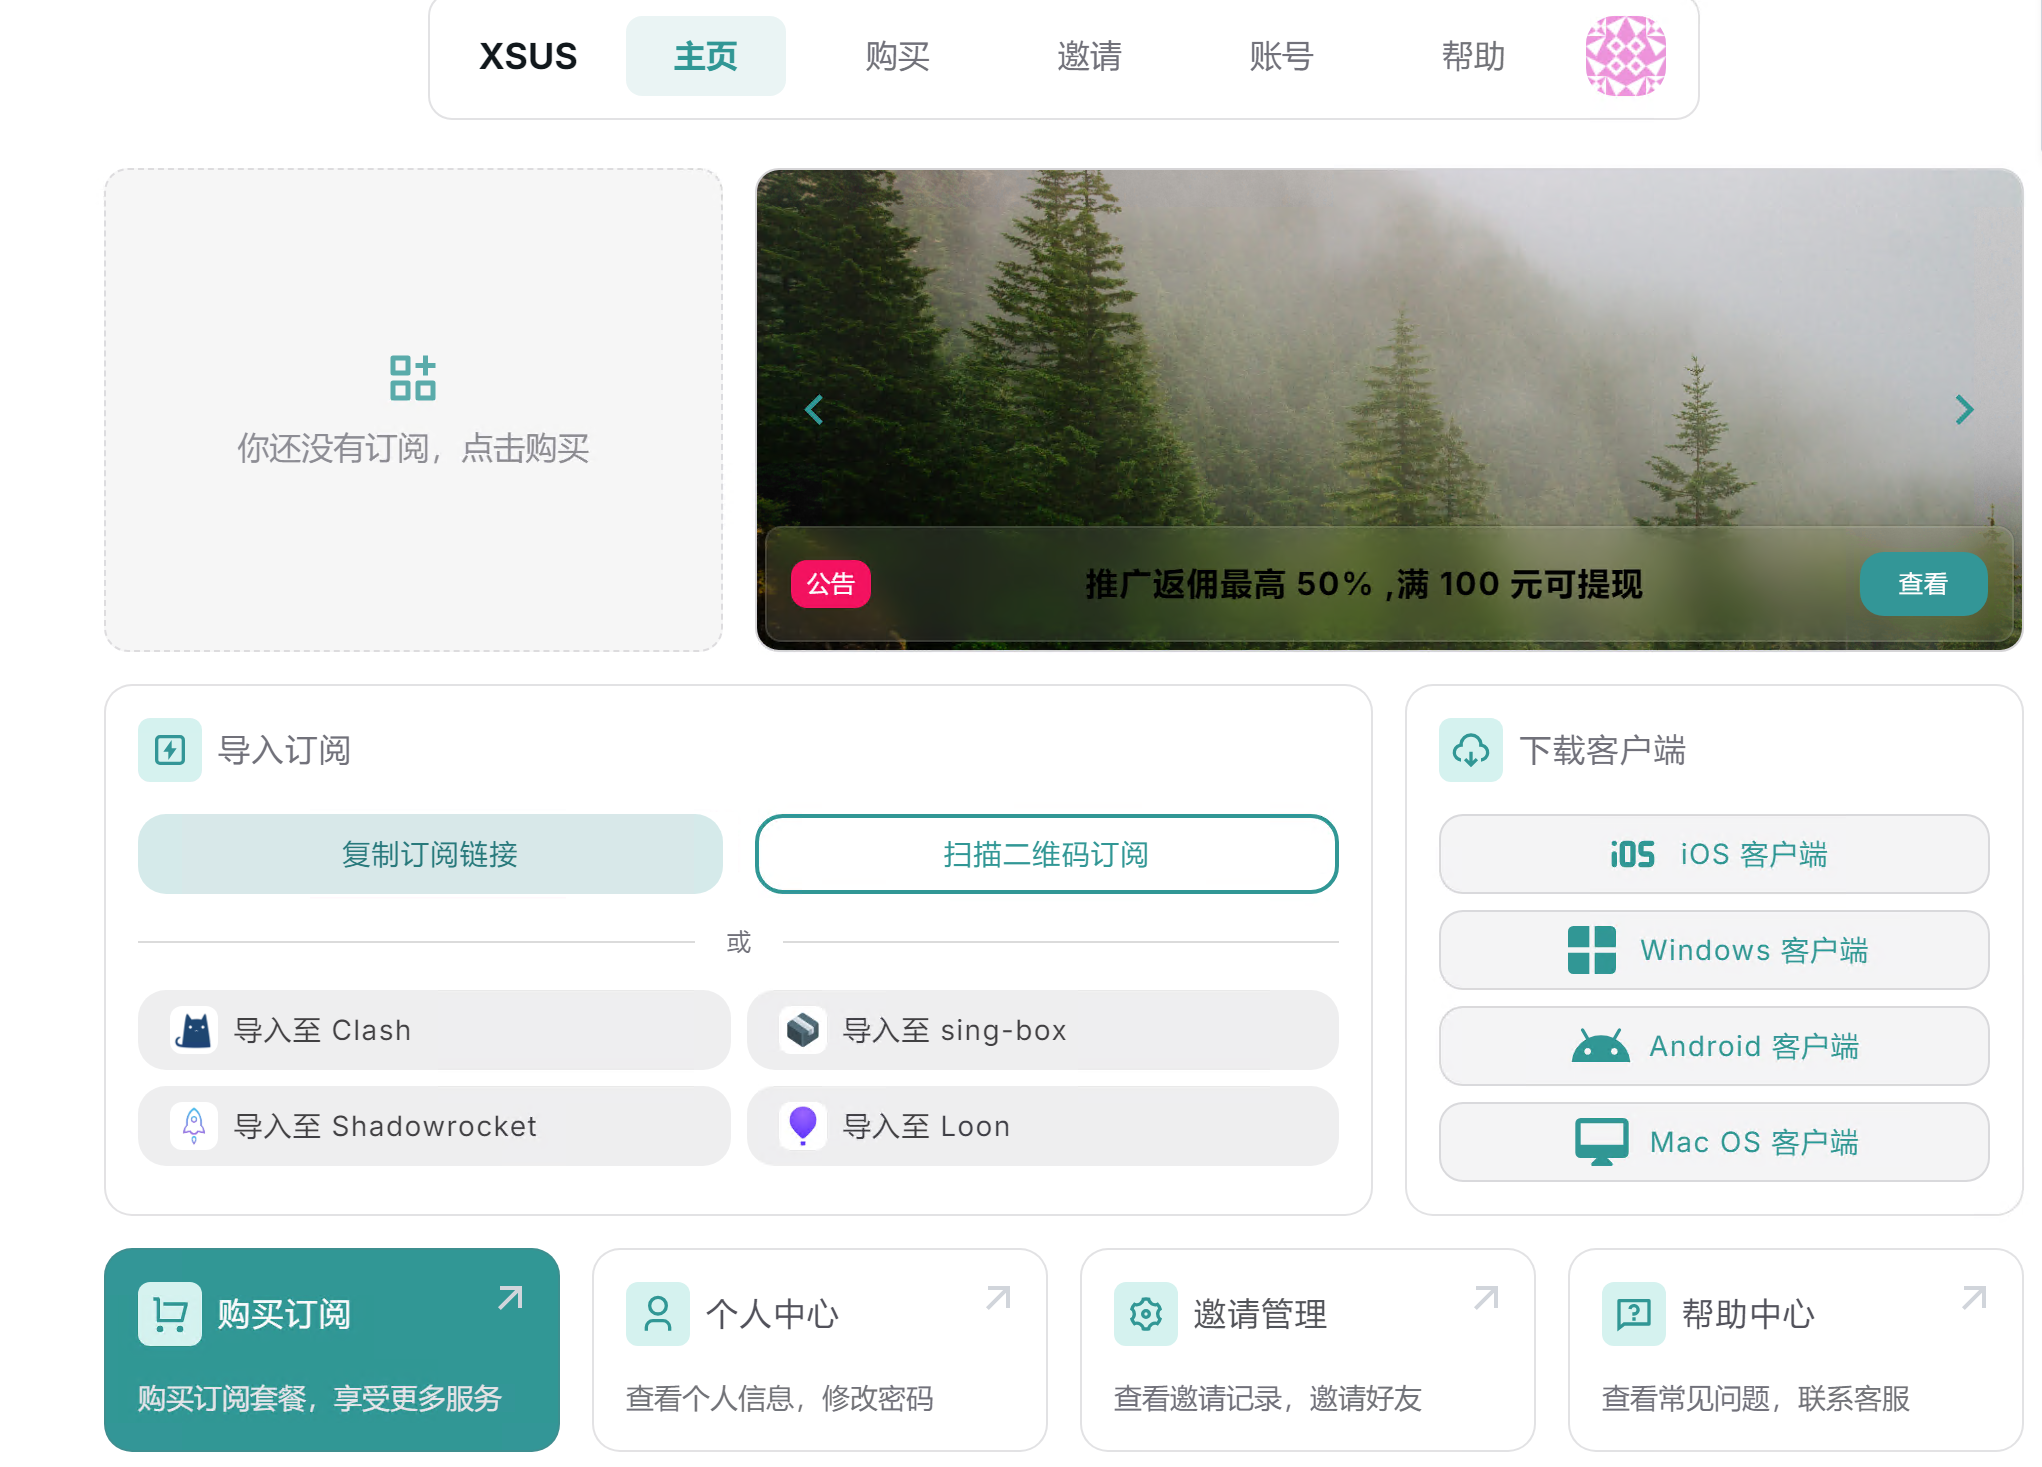 XSUS 主页 购买 邀请 账号 帮助
你还没有订阅，点击购买
公告 推广返佣最高 50% ,满 100 元可提现 查看
导入订阅
复制订阅链接 扫描二维码订阅
或
导入至 Clash 导入至 sing-box
导入至 Shadowrocket 导入至 Loon
下载客户端
iOS iOS 客户端
Windows 客户端
Android 客户端
Mac OS 客户端
购买订阅
购买订阅套餐，享受更多服务
个人中心
查看个人信息，修改密码
邀请管理
查看邀请记录，邀请好友
帮助中心
查看常见问题，联系客服